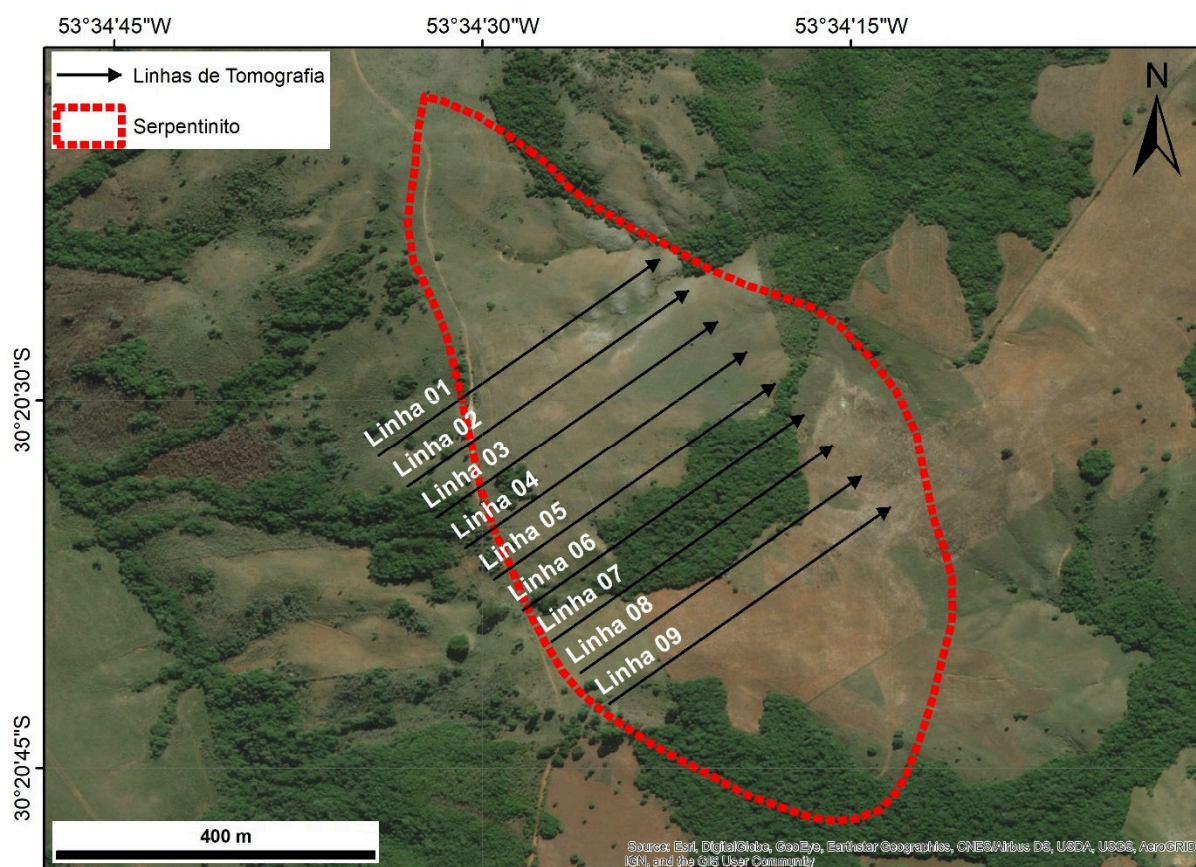 53°34'45"W
53°34'30"W
53°34'15"W
Linhas de Tomografia
Serpentinito
N
30°20'30"S
30°20'45"S
Linha 01
Linha 02
Linha 03
Linha 04
Linha 05
Linha 06
Linha 07
Linha 08
Linha 09
400 m
Source: Esri, DigitalGlobe, GeoEye, Earthstar Geographics, CNES/Airbus DS, USDA, USGS, AeroGRID,
IGN, and the GIS User Community